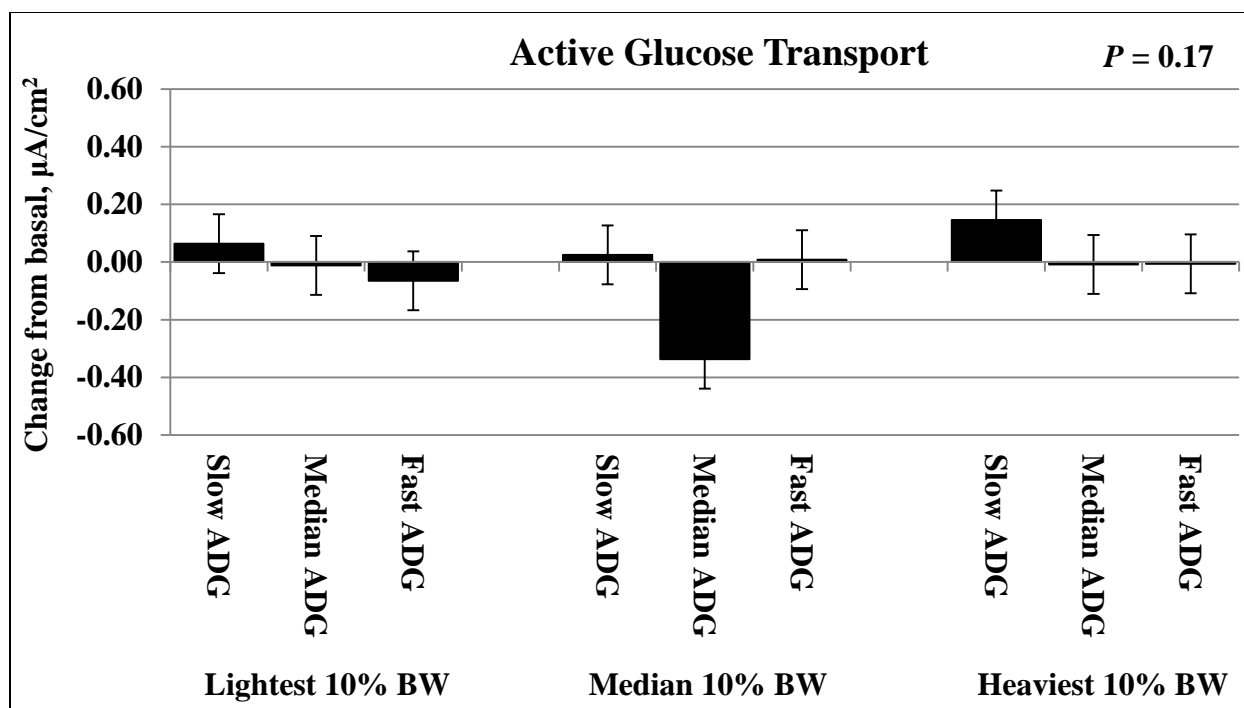 Active Glucose Transport
P = 0.17
Change from basal, µA/cm²
0.60
0.40
0.20
0.00
-0.20
-0.40
-0.60
Slow ADG
Median ADG
Fast ADG
Slow ADG
Median ADG
Fast ADG
Slow ADG
Median ADG
Fast ADG
Lightest 10% BW
Median 10% BW
Heaviest 10% BW